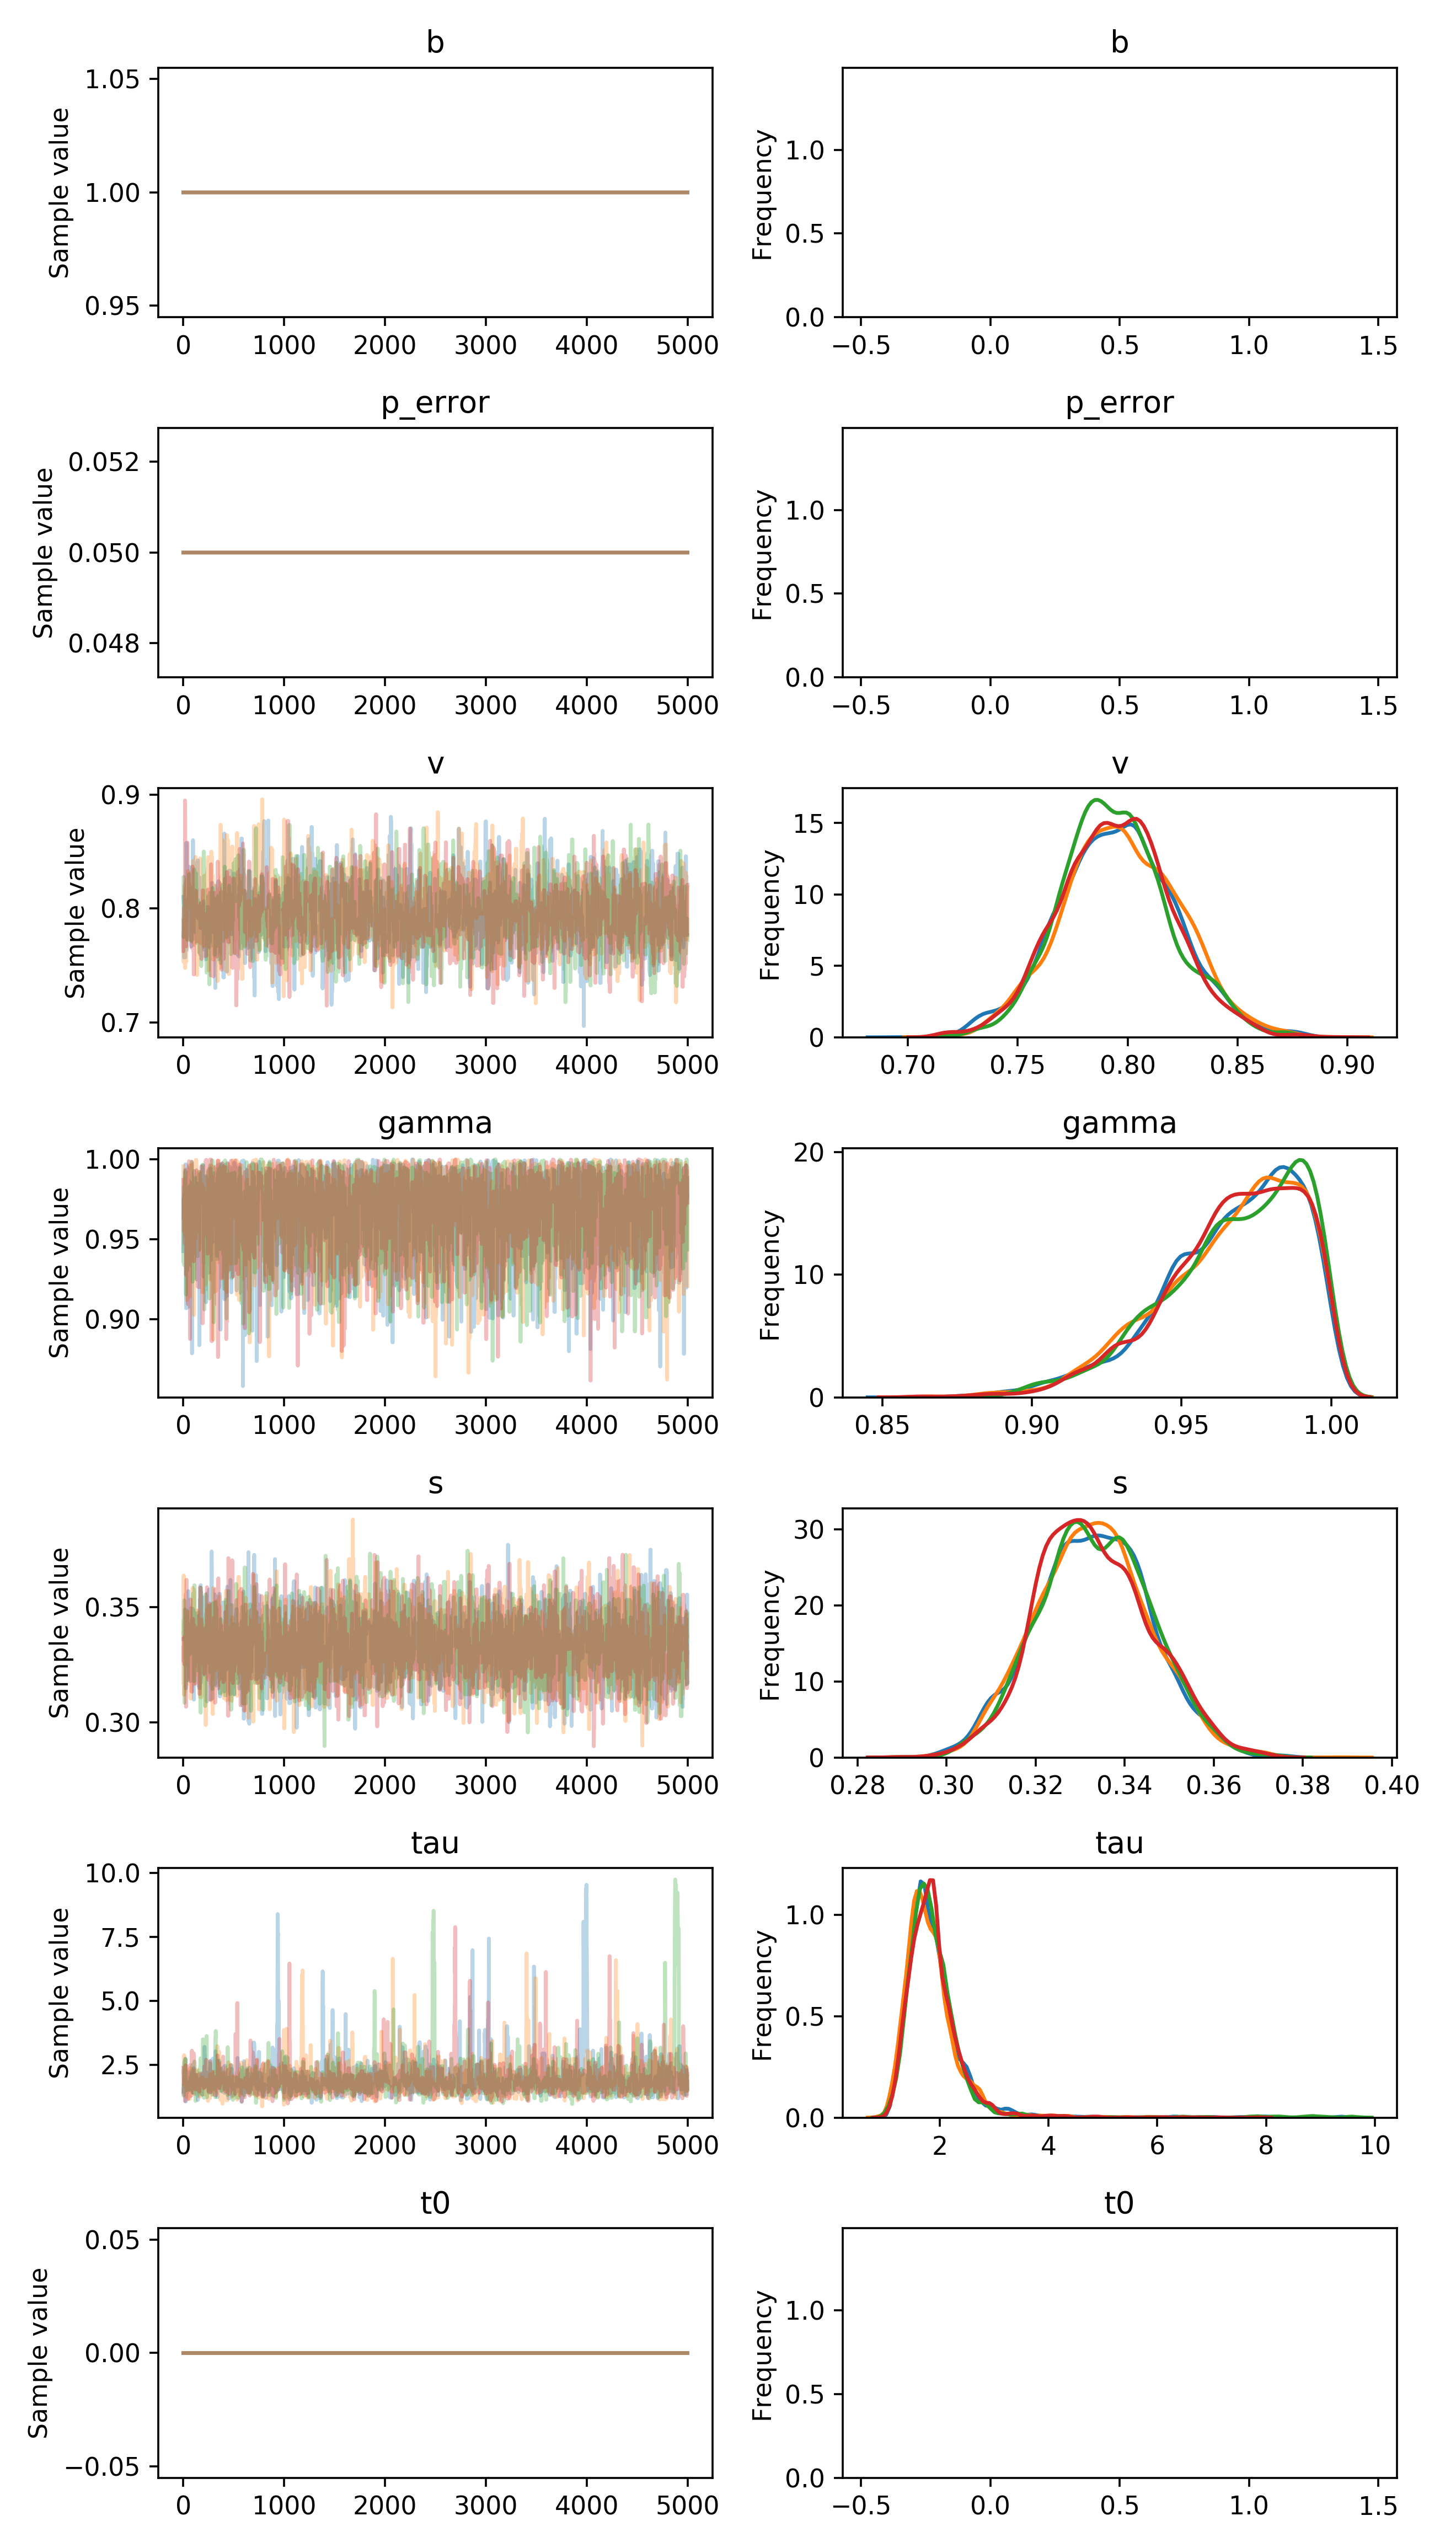 b
b
1.05
1.00
0.95
Sample value
0 1000 2000 3000 4000 5000
1.0
0.5
0.0
Frequency
−0.5 0.0 0.5 1.0 1.5
p_error
p_error
0.052
0.050
0.048
Sample value
0 1000 2000 3000 4000 5000
1.0
0.5
0.0
Frequency
−0.5 0.0 0.5 1.0 1.5
v
v
0.9
0.8
0.7
Sample value
0 1000 2000 3000 4000 5000
15
10
5
0
Frequency
0.70 0.75 0.80 0.85 0.90
gamma
gamma
1.00
0.95
0.90
Sample value
0 1000 2000 3000 4000 5000
20
10
0
Frequency
0.85 0.90 0.95 1.00
s
s
0.35
0.30
Sample value
0 1000 2000 3000 4000 5000
30
20
10
0
Frequency
0.28 0.30 0.32 0.34 0.36 0.38 0.40
tau
tau
10.0
7.5
5.0
2.5
Sample value
0 1000 2000 3000 4000 5000
1.0
0.5
0.0
Frequency
2 4 6 8 10
t0
t0
0.05
0.00
−0.05
Sample value
0 1000 2000 3000 4000 5000
1.0
0.5
0.0
Frequency
−0.5 0.0 0.5 1.0 1.5